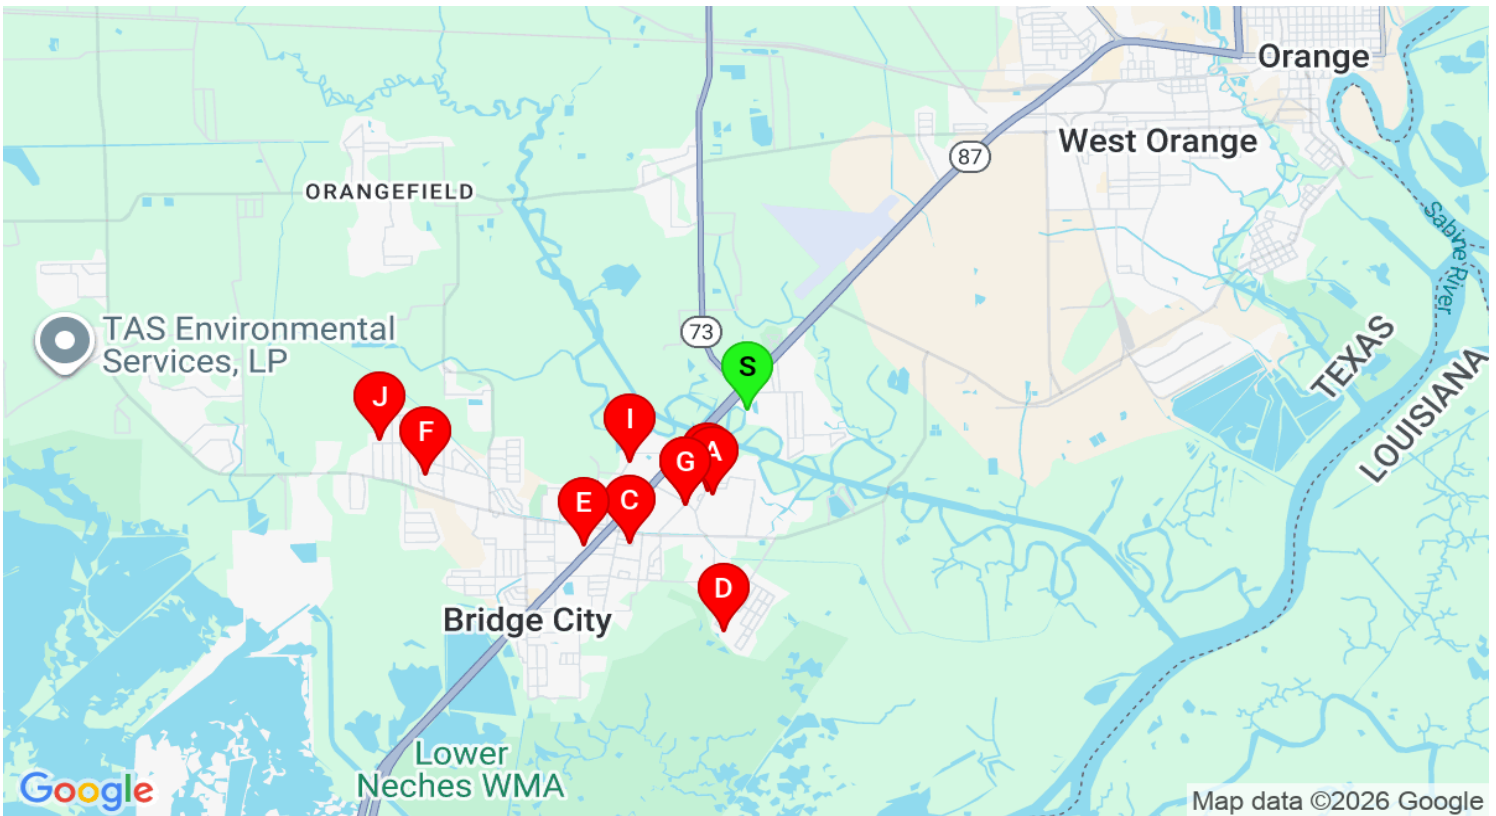 Orange
West Orange
87
ORANGEFIELD
Sabine River
TAS Environmental
Services, LP
73
TEXAS
LOUISIANA
S
J
F
I
A
G
E
C
D
Bridge City
Lower
Neches WMA
Google
Map data ©2026 Google